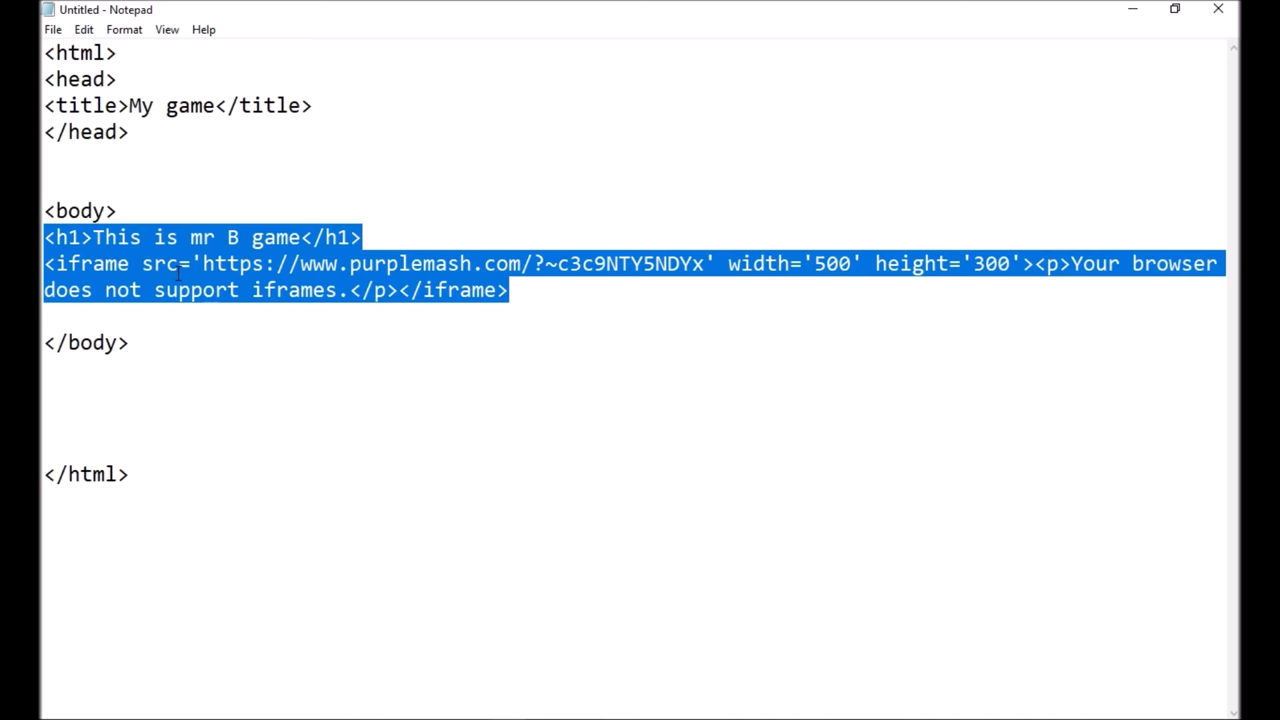 Untitled - Notepad
File Edit Format View Help
<html>
<head>
<title>My game</title>
</head>
<body>
<h1>This is mr B game</h1>
<iframe src='https://www.purplemash.com/?~c3c9NTY5NDYx' width='500' height='300'><p>Your browser
does not support iframes.</p></iframe>
</body>
</html>